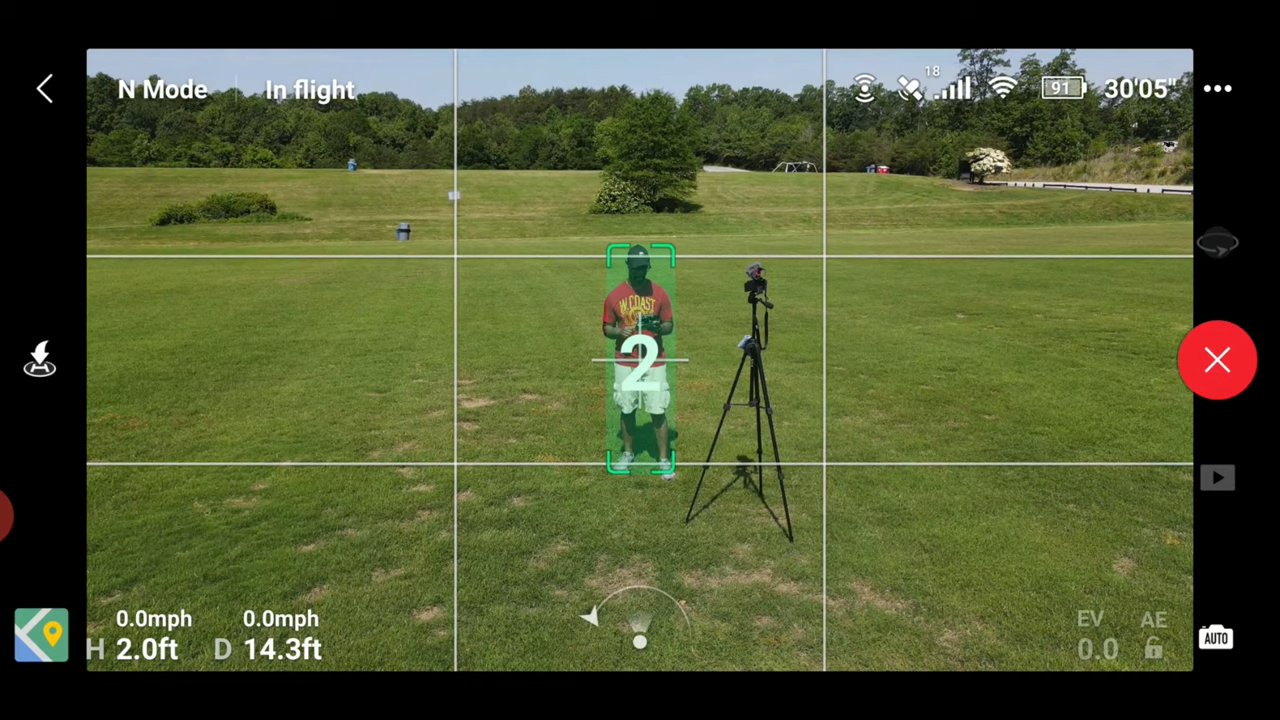 N Mode
In flight
18
91
30'05"
W.COAST
2
0.0mph
0.0mph
H 2.0ft
D 14.3ft
EV
0.0
AE
AUTO